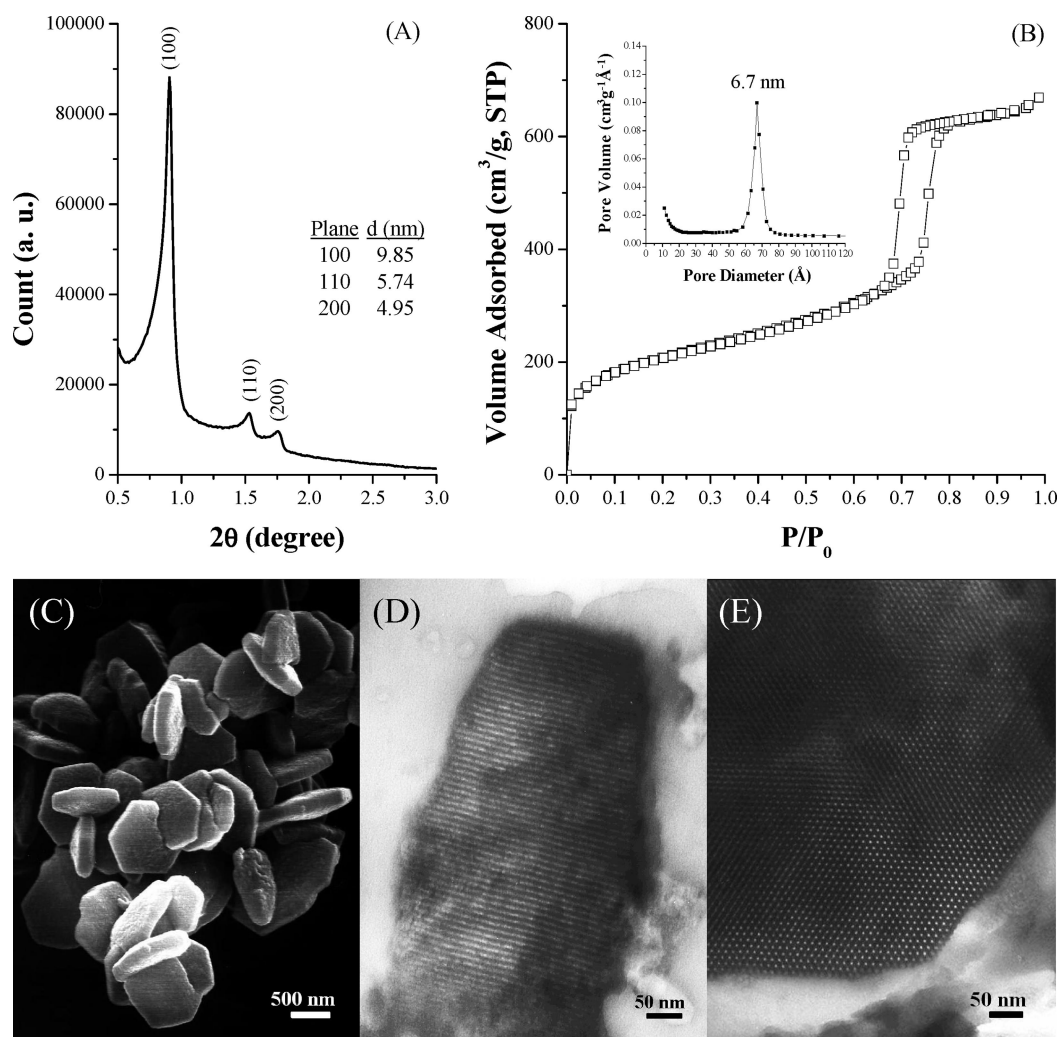 (A)
Count (a. u.)
100000
80000
60000
40000
20000
0
(100)
(110)
(200)
Plane d (nm)
100 9.85
110 5.74
200 4.95
0.5 1.0 1.5 2.0 2.5 3.0
2θ (degree)
(B)
Volume Adsorbed (cm³/g, STP)
800
600
400
200
0
Pore Volume (cm³g⁻¹Å⁻¹)
0.14
0.12
0.10
0.08
0.06
0.04
0.02
0.00
6.7 nm
0 10 20 30 40 50 60 70 80 90 100 110 120
Pore Diameter (Å)
0.0 0.1 0.2 0.3 0.4 0.5 0.6 0.7 0.8 0.9 1.0
P/P₀
(C)
500 nm
(D)
50 nm
(E)
50 nm